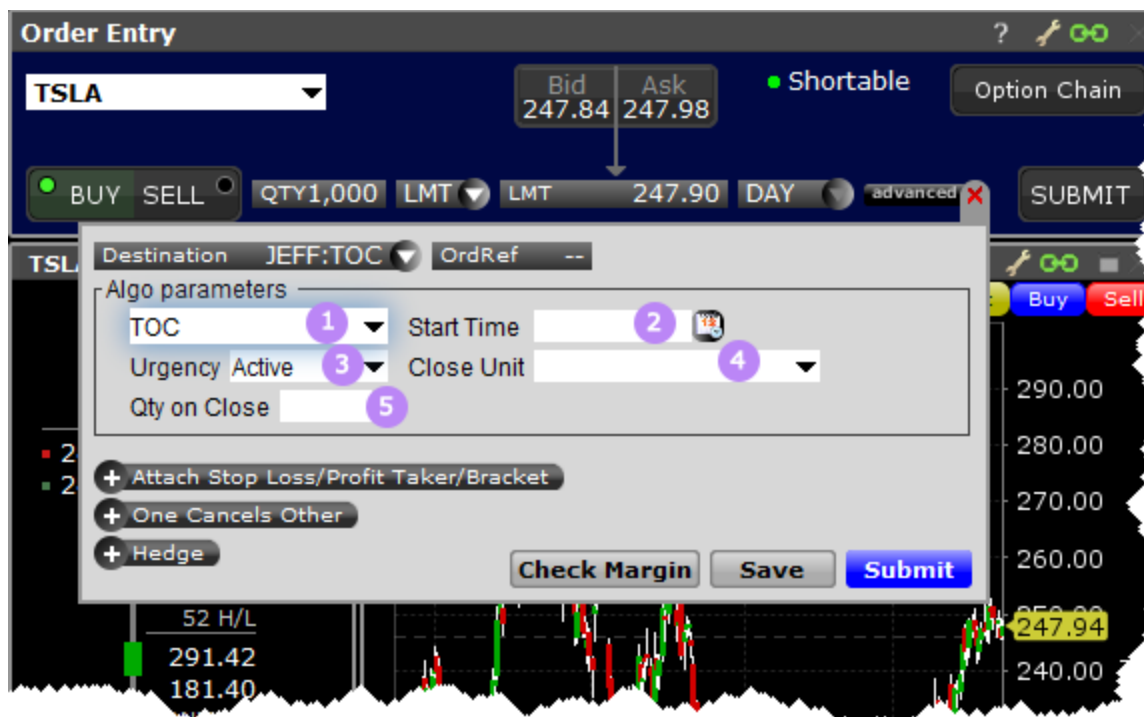 Order Entry ?
TSLA
Bid Ask
247.84 247.98
Shortable
Option Chain
BUY SELL QTY 1,000 LMT LMT 247.90 DAY advanced SUBMIT
Destination JEFF:TOC OrdRef --
TSL
Buy Sell
Algo parameters
TOC 1 Start Time 2
Urgency Active 3 Close Unit 4
Qty on Close 5
290.00
280.00
270.00
260.00
Attach Stop Loss/Profit Taker/Bracket
One Cancels Other
Hedge
Check Margin Save Submit
52 H/L
291.42
181.40
247.94
240.00